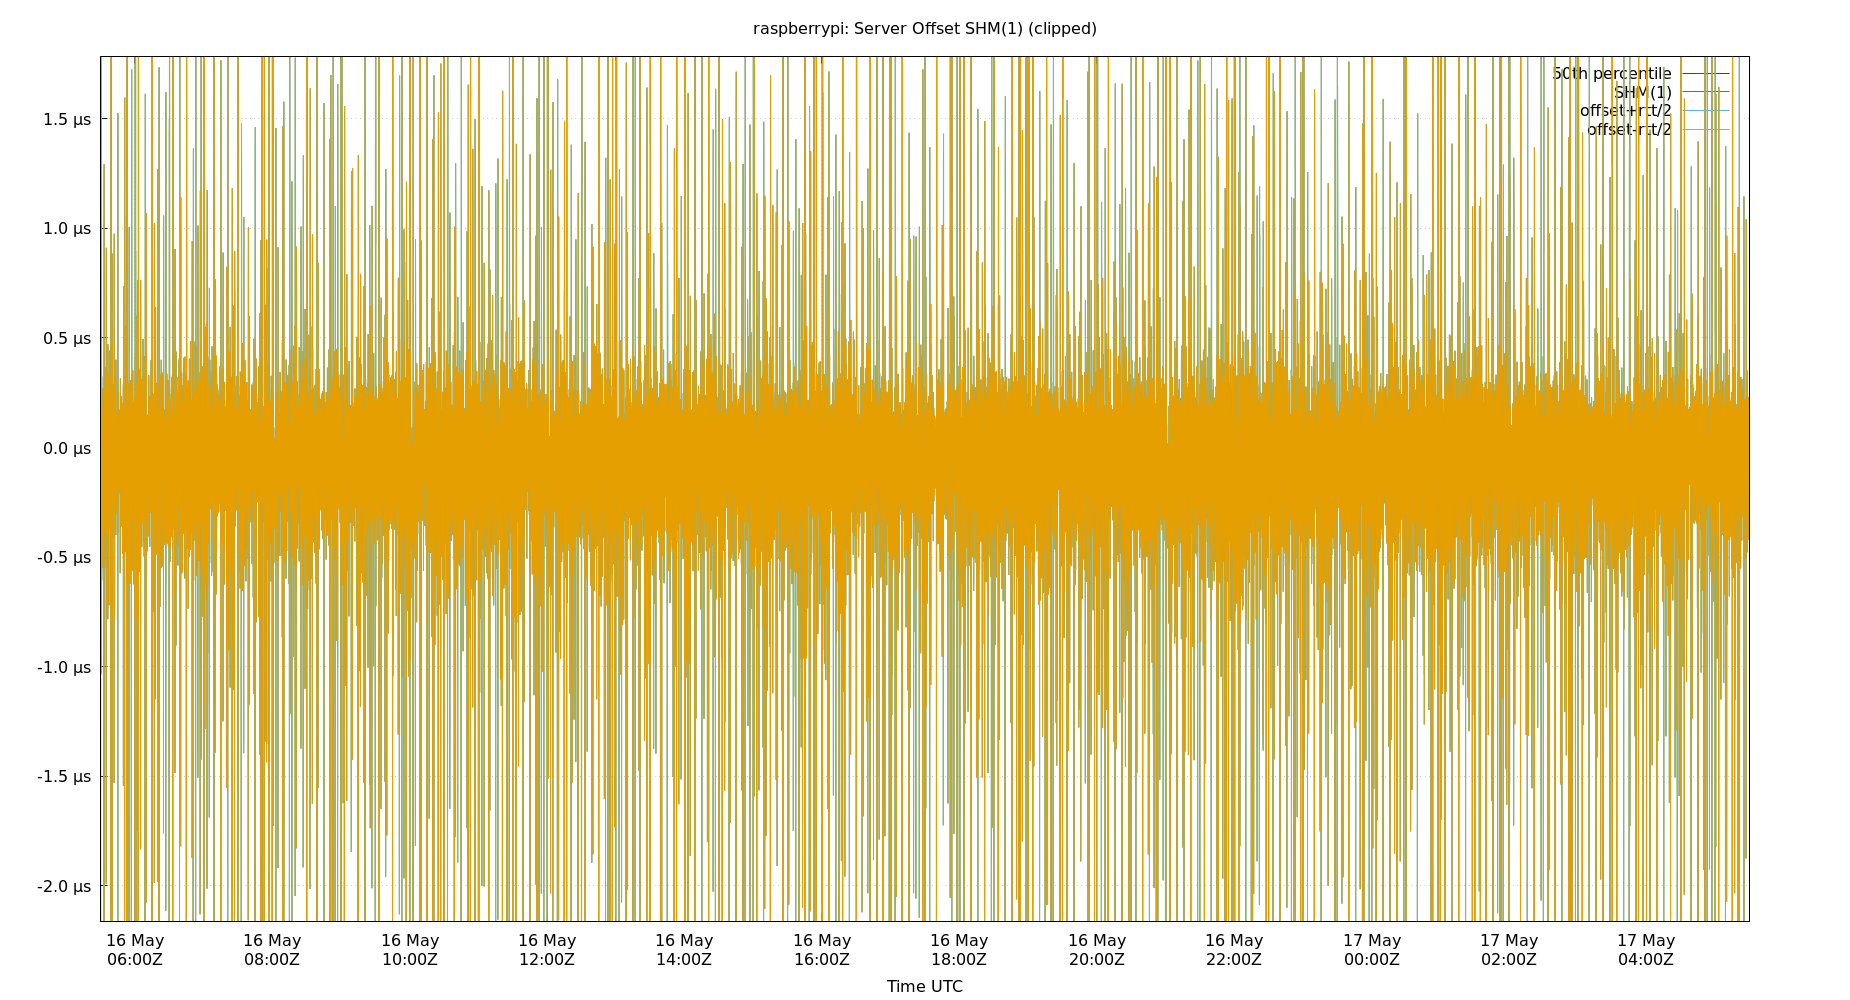 raspberrypi: Server Offset SHM(1) (clipped)
50th percentile
SHM(1)
offset+rtt/2
offset-rtt/2
1.5 µs
1.0 µs
0.5 µs
0.0 µs
-0.5 µs
-1.0 µs
-1.5 µs
-2.0 µs
16 May 16 May 16 May 16 May 16 May 16 May 16 May 16 May 16 May 17 May 17 May 17 May
06:00Z 08:00Z 10:00Z 12:00Z 14:00Z 16:00Z 18:00Z 20:00Z 22:00Z 00:00Z 02:00Z 04:00Z
Time UTC